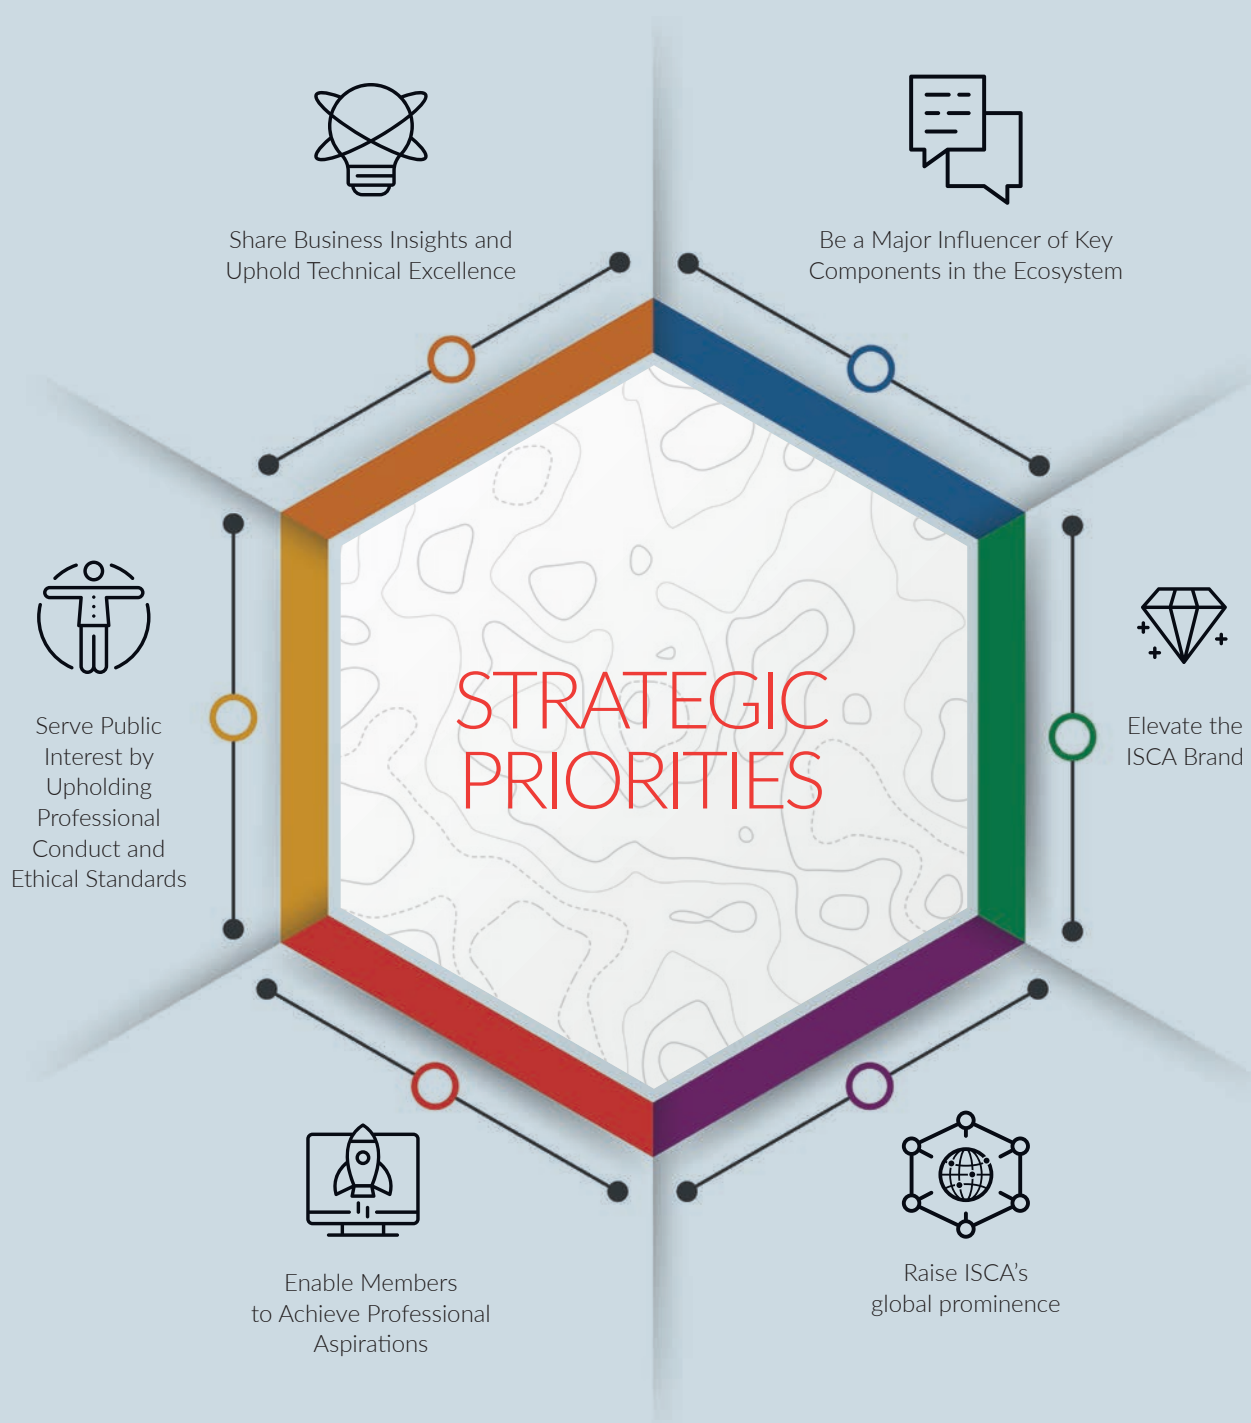 Share Business Insights and
Uphold Technical Excellence
Be a Major Influencer of Key
Components in the Ecosystem
Serve Public
Interest by
Upholding
Professional
Conduct and
Ethical Standards
STRATEGIC
PRIORITIES
Elevate the
ISCA Brand
Enable Members
to Achieve Professional
Aspirations
Raise ISCA’s
global prominence